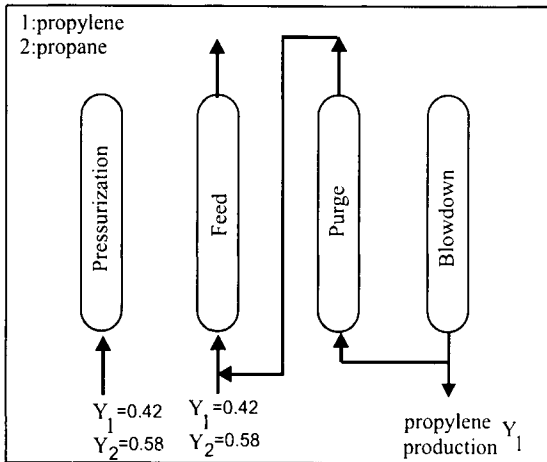 1:propylene
2:propane
Pressurization
Feed
Purge
Blowdown
Y1=0.42
Y2=0.58
Y1=0.42
Y2=0.58
propylene Y1
production